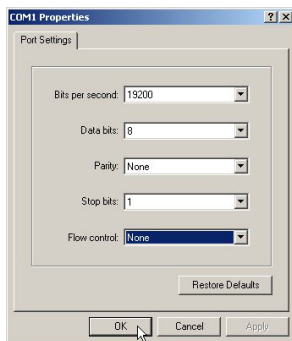 COM1 Properties
Port Settings
Bits per second: 19200
Data bits: 8
Parity: None
Stop bits: 1
Flow control: None
Restore Defaults
OK Cancel Apply